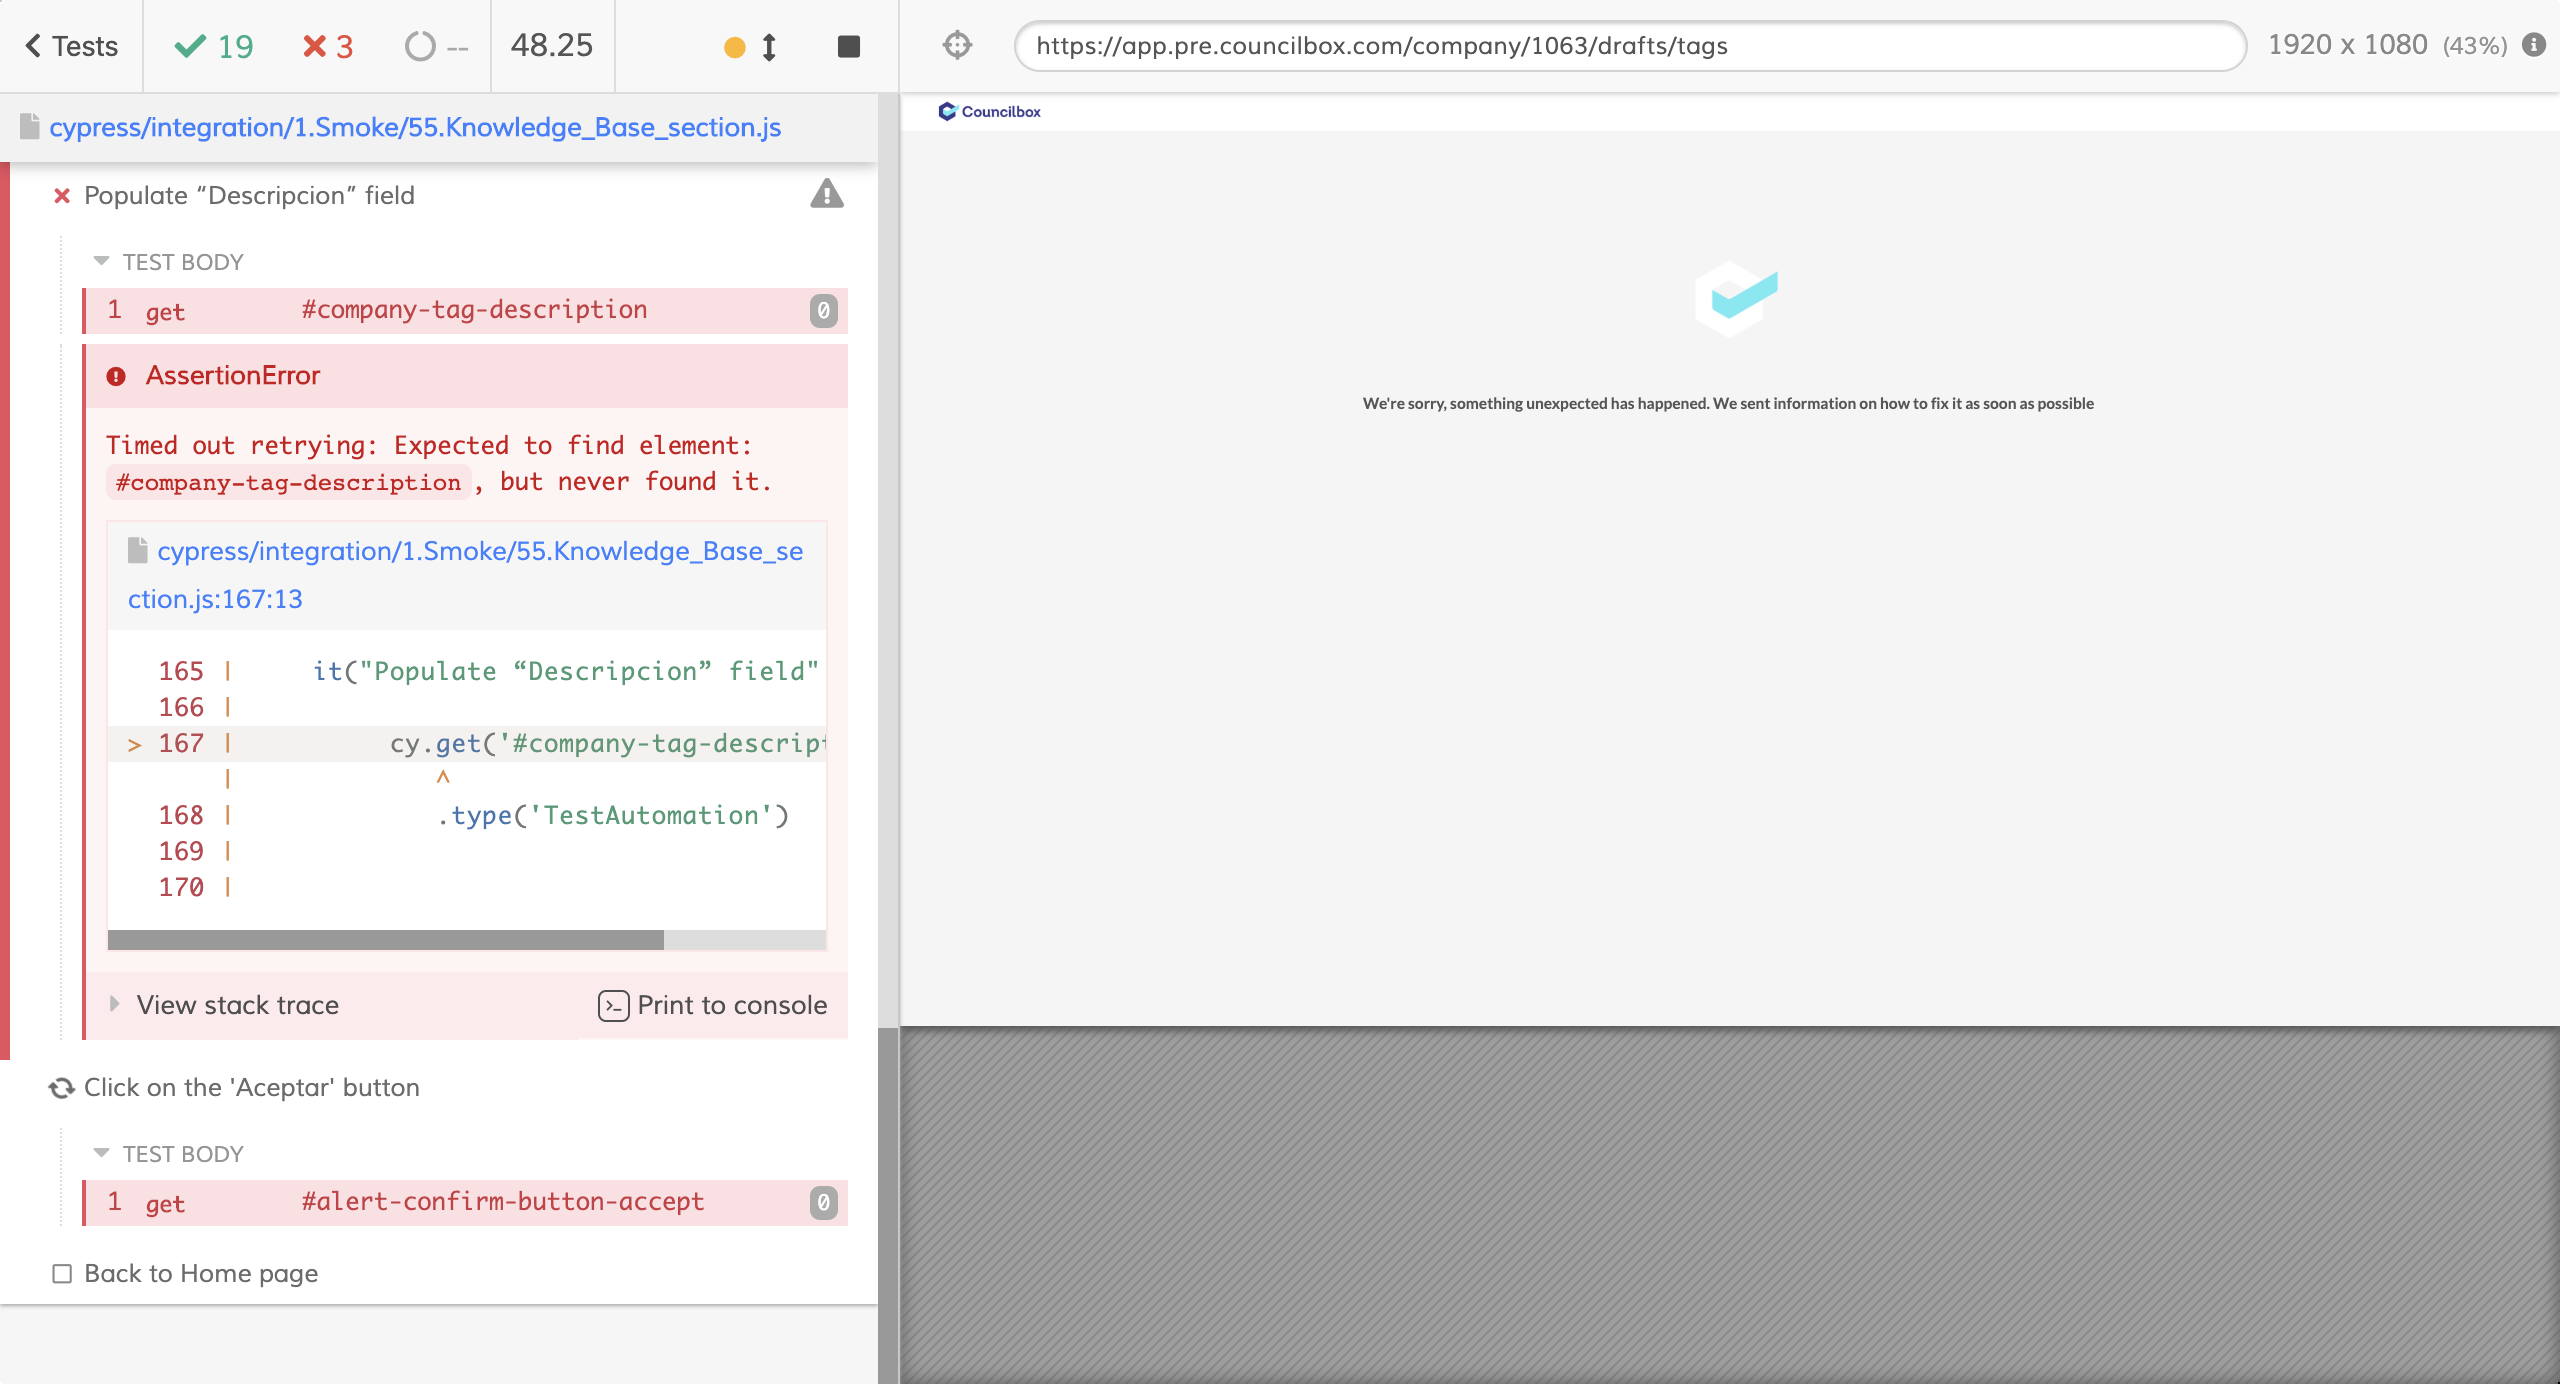 Tests
19
3
--
48.25
https://app.pre.councilbox.com/company/1063/drafts/tags
1920 x 1080 (43%)
cypress/integration/1.Smoke/55.Knowledge_Base_section.js
Populate “Descripcion” field
TEST BODY
1 get #company-tag-description 0
AssertionError
Timed out retrying: Expected to find element:
#company-tag-description, but never found it.
cypress/integration/1.Smoke/55.Knowledge_Base_se
ction.js:167:13
165 | it("Populate “Descripcion” field"
166 |
> 167 | cy.get('#company-tag-descript
| ^
168 | .type('TestAutomation')
169 |
170 |
View stack trace
Print to console
Click on the 'Aceptar' button
TEST BODY
1 get #alert-confirm-button-accept 0
Back to Home page
Councilbox
We're sorry, something unexpected has happened. We sent information on how to fix it as soon as possible